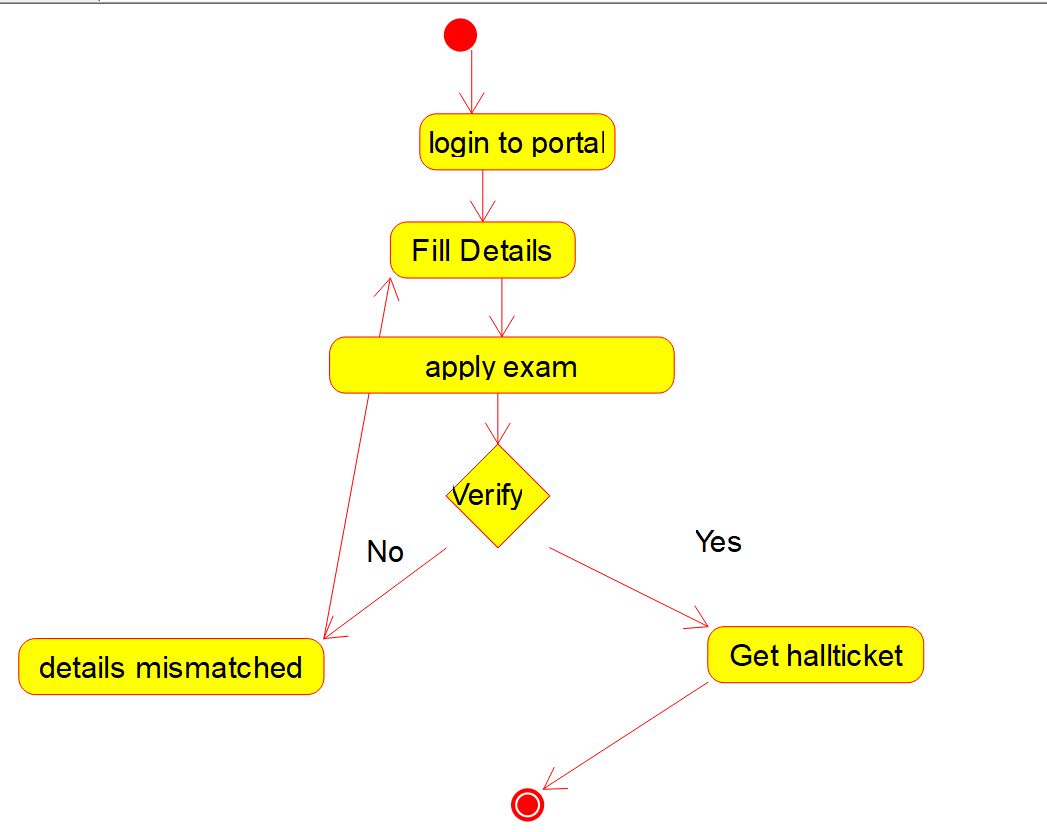 login to portal
Fill Details
apply exam
Verify
No
Yes
details mismatched
Get hallticket